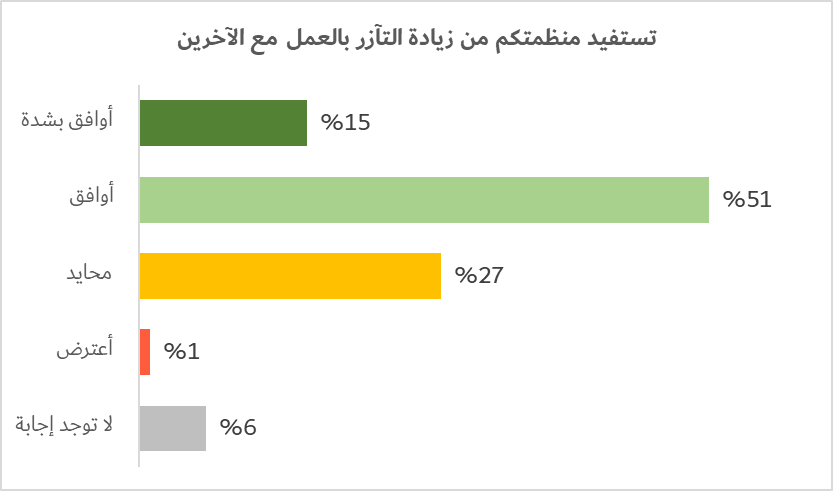 تستفيد منظمتكم من زيادة التآزر بالعمل مع الآخرين
أوافق بشدة %15
أوافق %51
محايد %27
أعترض %1
لا توجد إجابة %6